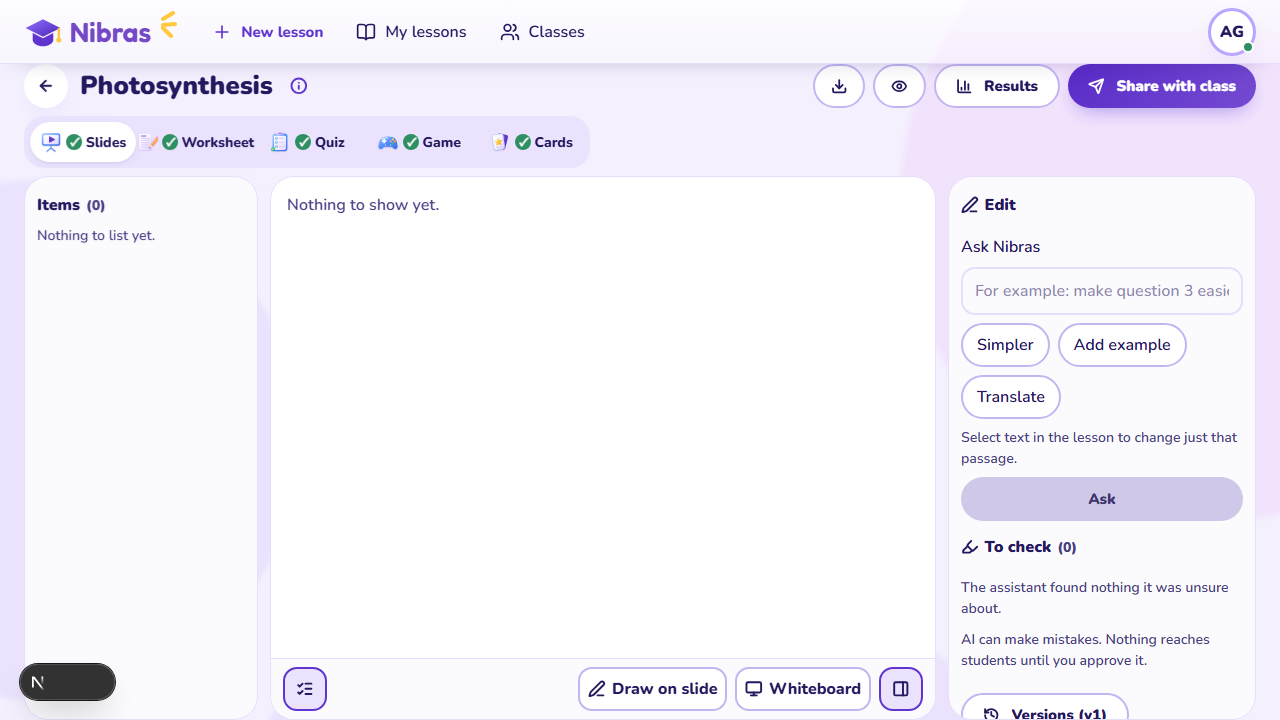 Nibras
New lesson
My lessons
Classes
AG
Photosynthesis
Results
Share with class
Slides
Worksheet
Quiz
Game
Cards
Items (0)
Nothing to list yet.
Nothing to show yet.
Draw on slide
Whiteboard
Edit
Ask Nibras
For example: make question 3 easie
Simpler
Add example
Translate
Select text in the lesson to change just that
passage.
Ask
To check (0)
The assistant found nothing it was unsure
about.
AI can make mistakes. Nothing reaches
students until you approve it.
Versions (v1)
N